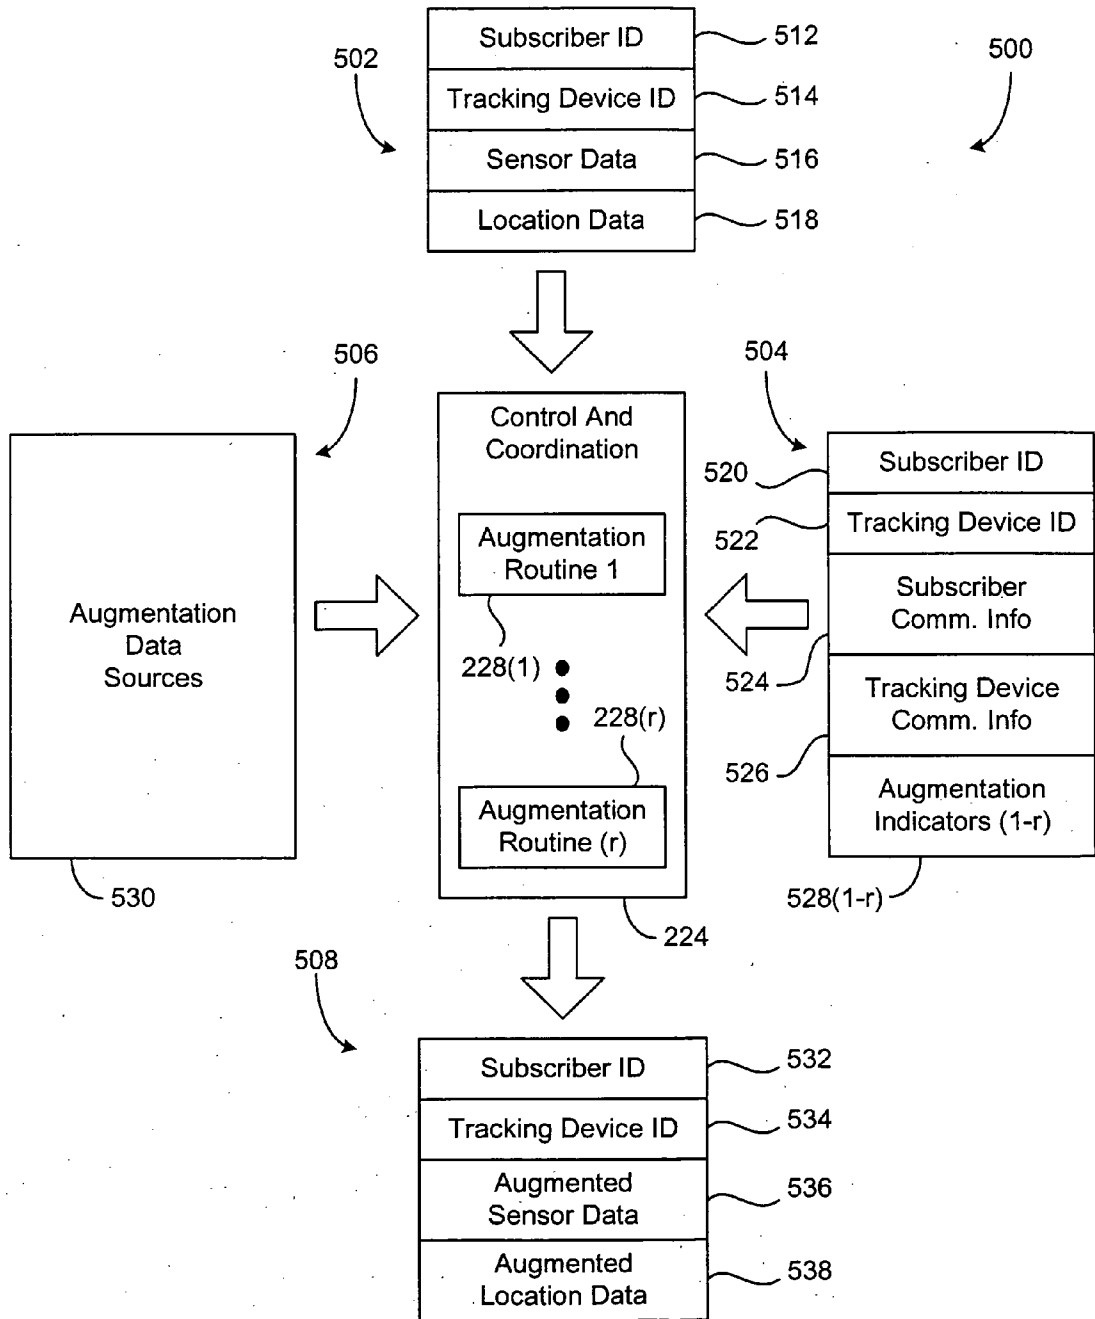 Subscriber ID
512
502
500
Tracking Device ID
514
Sensor Data
516
Location Data
518
506
504
Control And
Coordination
Subscriber ID
520
Tracking Device ID
522
Augmentation
Routine 1
Augmentation
Data
Sources
Subscriber
Comm. Info
228(1)
524
Tracking Device
Comm. Info
228(r)
526
Augmentation
Routine (r)
Augmentation
Indicators (1-r)
530
528(1-r)
224
508
Subscriber ID
532
Tracking Device ID
534
Augmented
Sensor Data
536
Augmented
Location Data
538